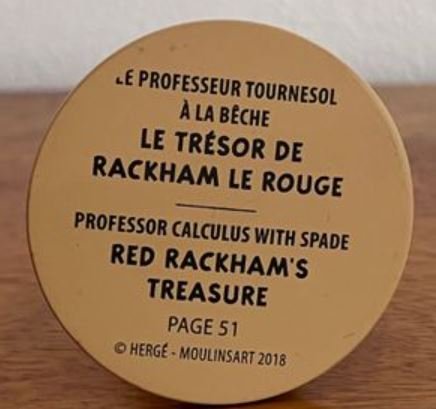 LE PROFESSEUR TOURNESOL
À LA BÊCHE
LE TRÉSOR DE
RACKHAM LE ROUGE
PROFESSOR CALCULUS WITH SPADE
RED RACKHAM'S
TREASURE
PAGE 51
© HERGÉ - MOULINSART 2018